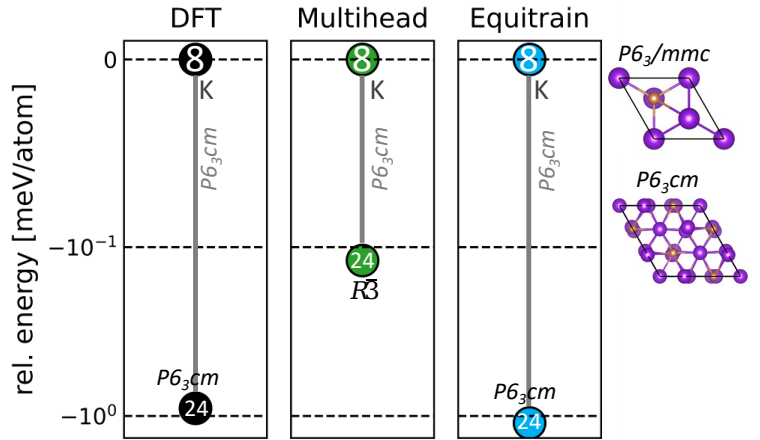 DFT Multihead Equitrain
rel. energy [meV/atom]
0
−10⁻¹
−10⁰
8
K
P6₃cm
P6₃cm
24
8
K
P6₃cm
24
R3̅
8
K
P6₃cm
P6₃cm
24
P6₃/mmc
P6₃cm